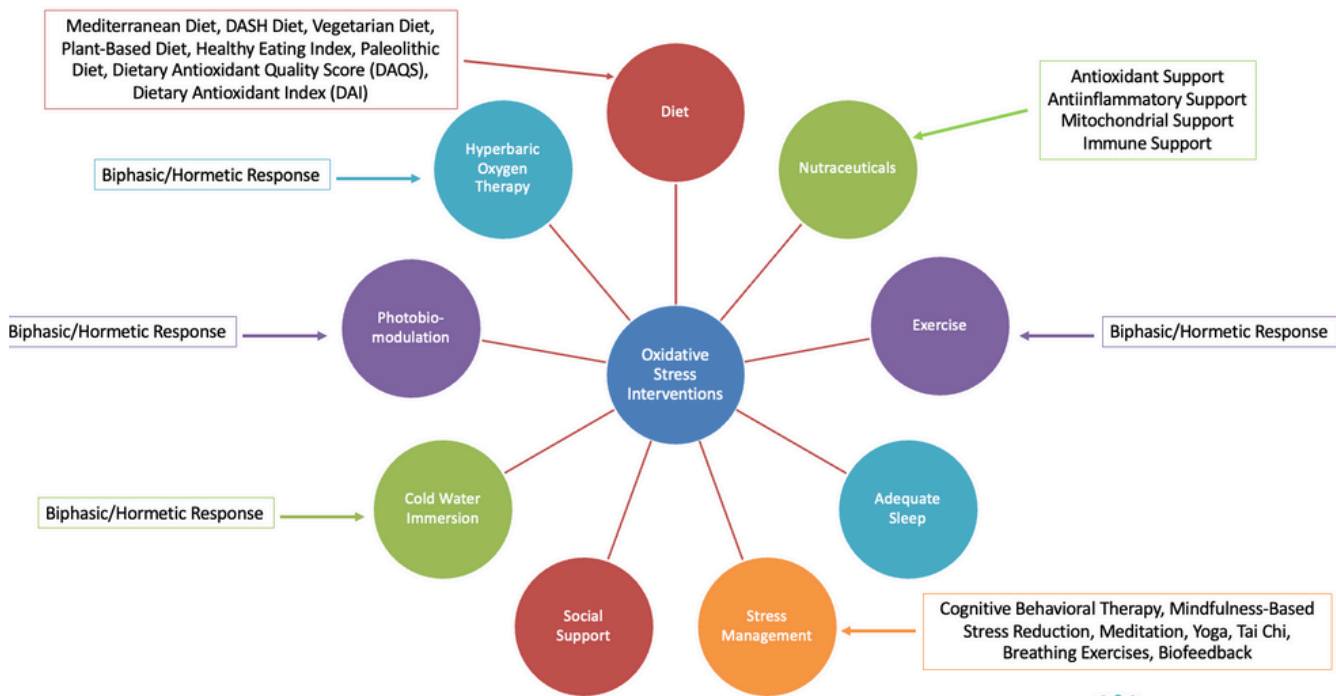 Mediterranean Diet, DASH Diet, Vegetarian Diet,
Plant-Based Diet, Healthy Eating Index, Paleolithic
Diet, Dietary Antioxidant Quality Score (DAQS),
Dietary Antioxidant Index (DAI)
Diet
Antioxidant Support
Antiinflammatory Support
Mitochondrial Support
Immune Support
Hyperbaric
Oxygen
Therapy
Nutraceuticals
Biphasic/Hormetic Response
Photobio-
modulation
Biphasic/Hormetic Response
Exercise
Biphasic/Hormetic Response
Oxidative
Stress
Interventions
Cold Water
Immersion
Biphasic/Hormetic Response
Adequate
Sleep
Social
Support
Stress
Management
Cognitive Behavioral Therapy, Mindfulness-Based
Stress Reduction, Meditation, Yoga, Tai Chi,
Breathing Exercises, Biofeedback